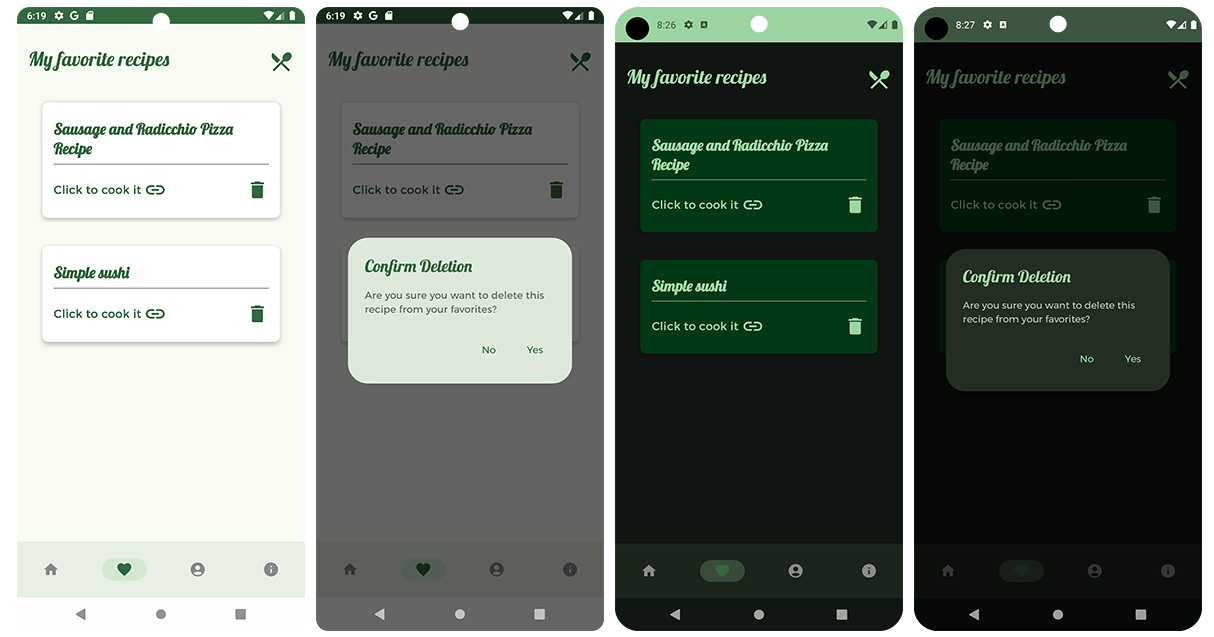 6:19
My favorite recipes
Sausage and Radicchio Pizza
Recipe
Click to cook it
Simple sushi
Click to cook it
6:19
My favorite recipes
Sausage and Radicchio Pizza
Recipe
Click to cook it
Confirm Deletion
Are you sure you want to delete this
recipe from your favorites?
No Yes
8:26
My favorite recipes
Sausage and Radicchio Pizza
Recipe
Click to cook it
Simple sushi
Click to cook it
8:27
My favorite recipes
Sausage and Radicchio Pizza
Recipe
Click to cook it
Confirm Deletion
Are you sure you want to delete this
recipe from your favorites?
No Yes